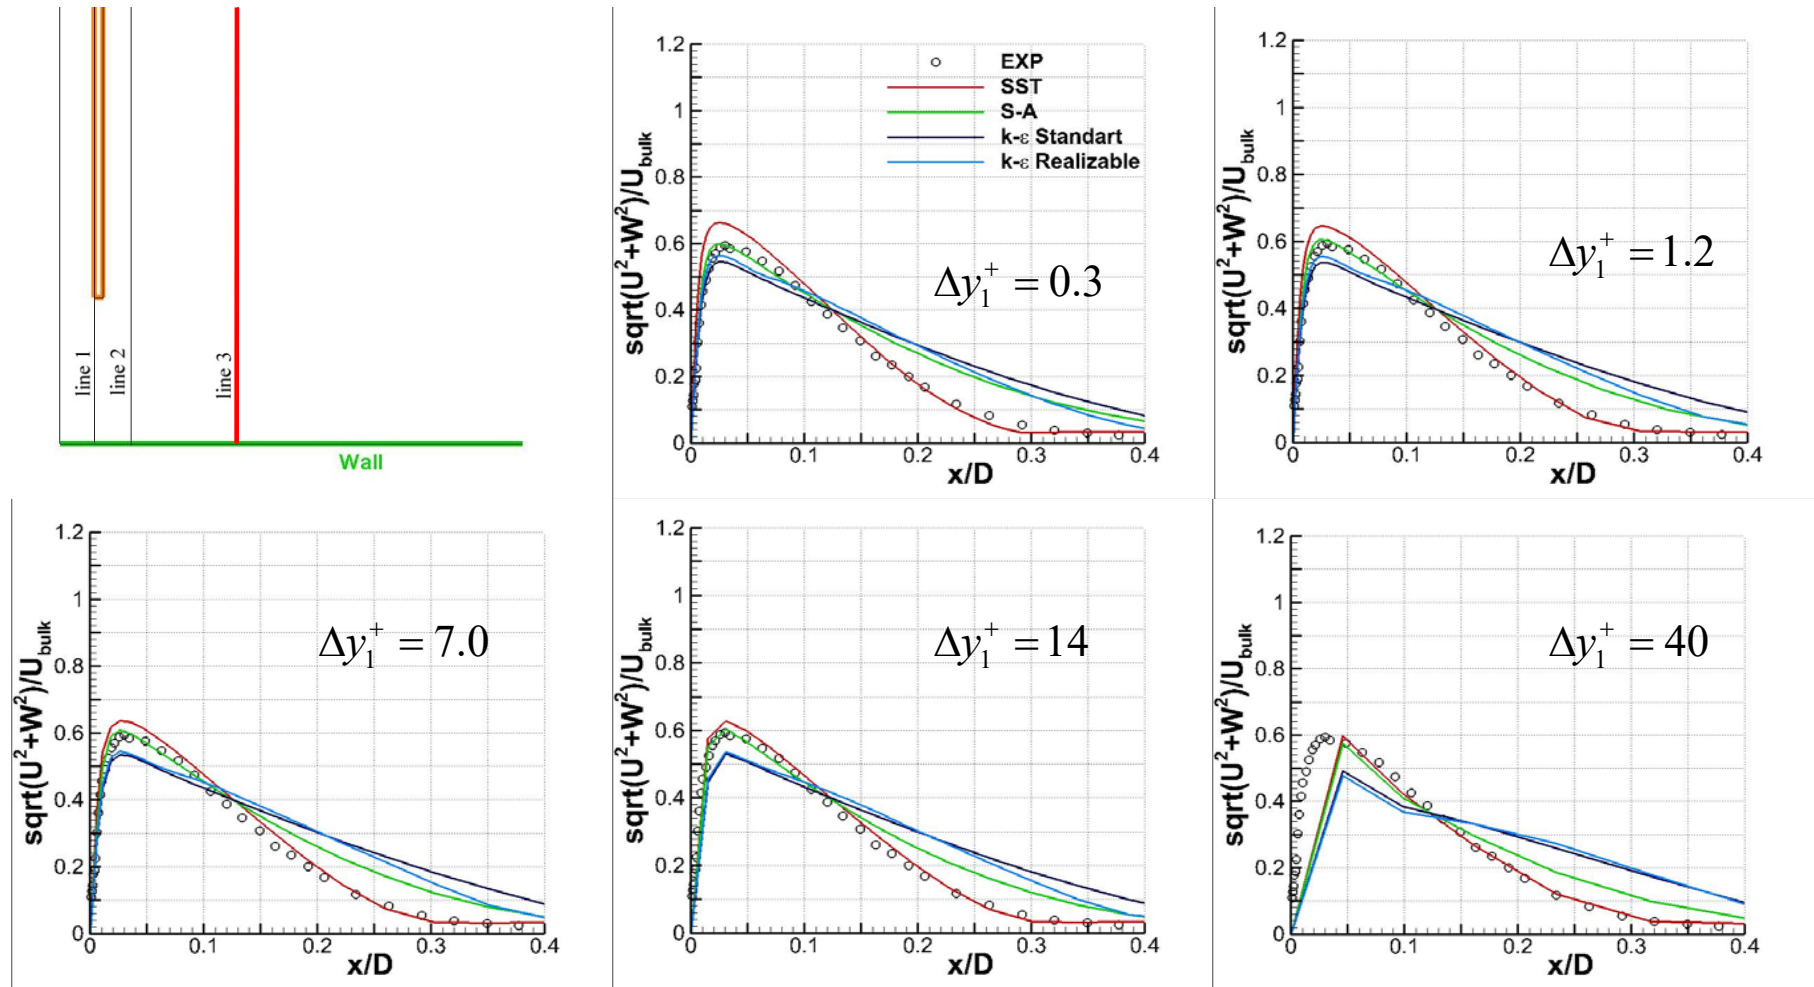 line 1
line 2
line 3
Wall
sqrt(U²+W²)/U_bulk
1.2
1
0.8
0.6
0.4
0.2
0
0 0.1 0.2 0.3 0.4
x/D
EXP
SST
S-A
k-ε Standart
k-ε Realizable
Δy₁⁺ = 0.3
sqrt(U²+W²)/U_bulk
1.2
1
0.8
0.6
0.4
0.2
0
0 0.1 0.2 0.3 0.4
x/D
Δy₁⁺ = 1.2
sqrt(U²+W²)/U_bulk
1.2
1
0.8
0.6
0.4
0.2
0
0 0.1 0.2 0.3 0.4
x/D
Δy₁⁺ = 7.0
sqrt(U²+W²)/U_bulk
1.2
1
0.8
0.6
0.4
0.2
0
0 0.1 0.2 0.3 0.4
x/D
Δy₁⁺ = 14
sqrt(U²+W²)/U_bulk
1.2
1
0.8
0.6
0.4
0.2
0
0 0.1 0.2 0.3 0.4
x/D
Δy₁⁺ = 40